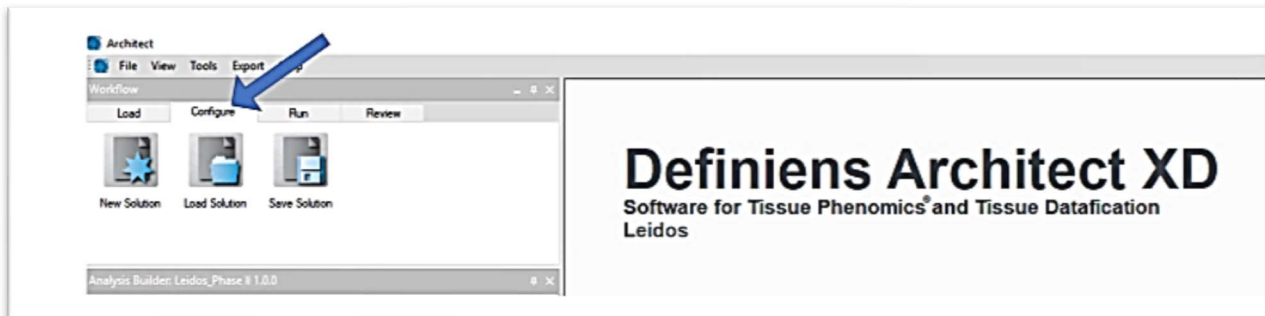 Architect
File View Tools Export
Workflow
Load Configure Run Review
New Solution Load Solution Save Solution
Analysis Builder: Leidos_Phase II 1.0.0
Definiens Architect XD
Software for Tissue Phenomics® and Tissue Datafication
Leidos